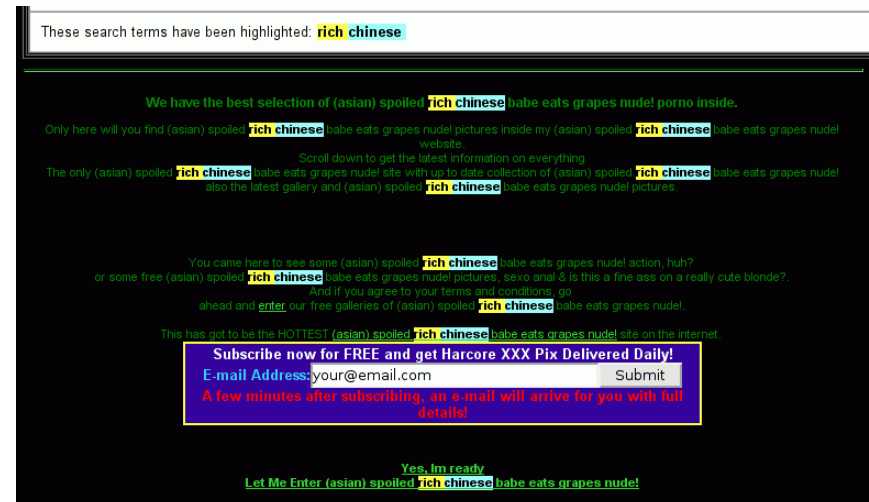 These search terms have been highlighted: rich chinese
We have the best selection of (asian) spoiled rich chinese babe eats grapes nude! porno inside.
Only here will you find (asian) spoiled rich chinese babe eats grapes nude! pictures inside my (asian) spoiled rich chinese babe eats grapes nude!
website.
Scroll down to get the latest information on everything
The only (asian) spoiled rich chinese babe eats grapes nude! site with up to date collection of (asian) spoiled rich chinese babe eats grapes nude!
also the latest gallery and (asian) spoiled rich chinese babe eats grapes nude! pictures.
You came here to see some (asian) spoiled rich chinese babe eats grapes nude! action, huh?
or some free (asian) spoiled rich chinese babe eats grapes nude! pictures, sexo anal & is this a fine ass on a really cute blonde?.
And if you agree to your terms and conditions, go
ahead and enter our free galleries of (asian) spoiled rich chinese babe eats grapes nude!.
This has got to be the HOTTEST (asian) spoiled rich chinese babe eats grapes nude! site on the internet.
Subscribe now for FREE and get Harcore XXX Pix Delivered Daily!
E-mail Address: your@email.com Submit
A few minutes after subscribing, an e-mail will arrive for you with full
details!
Yes, Im ready
Let Me Enter (asian) spoiled rich chinese babe eats grapes nude!